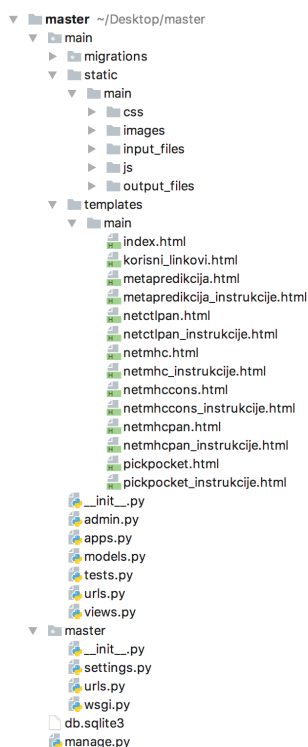 master ~/Desktop/master
main
migrations
static
main
css
images
input_files
js
output_files
templates
main
index.html
korisni_linkovi.html
metapredikcija.html
metapredikcija_instrukcije.html
netctlpan.html
netctlpan_instrukcije.html
netmhc.html
netmhc_instrukcije.html
netmhccons.html
netmhccons_instrukcije.html
netmhcpan.html
netmhcpan_instrukcije.html
pickpocket.html
pickpocket_instrukcije.html
__init__.py
admin.py
apps.py
models.py
tests.py
urls.py
views.py
master
__init__.py
settings.py
urls.py
wsgi.py
db.sqlite3
manage.py